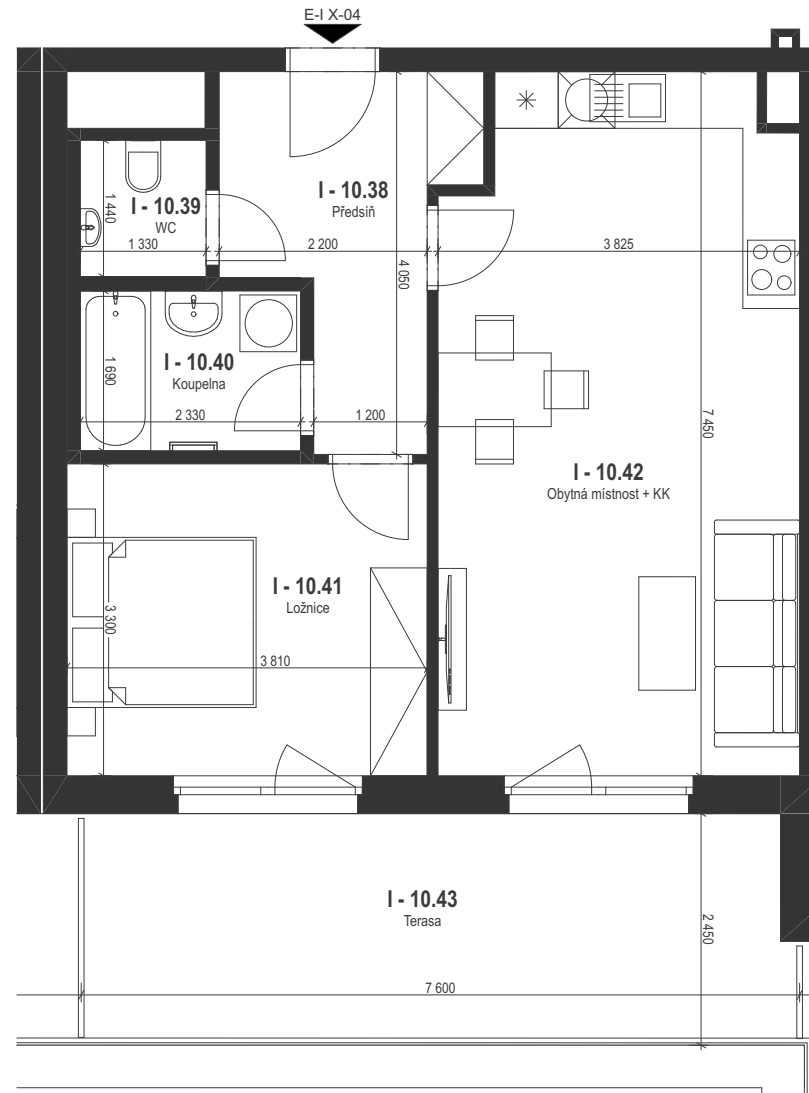 E-I X-04
I - 10.39
WC
1 440
1 330
I - 10.38
Předsíň
2 200
4 050
3 825
I - 10.40
Koupelna
1 690
2 330
1 200
7 450
I - 10.42
Obytná místnost + KK
I - 10.41
Ložnice
3 300
3 810
I - 10.43
Terasa
2 450
7 600